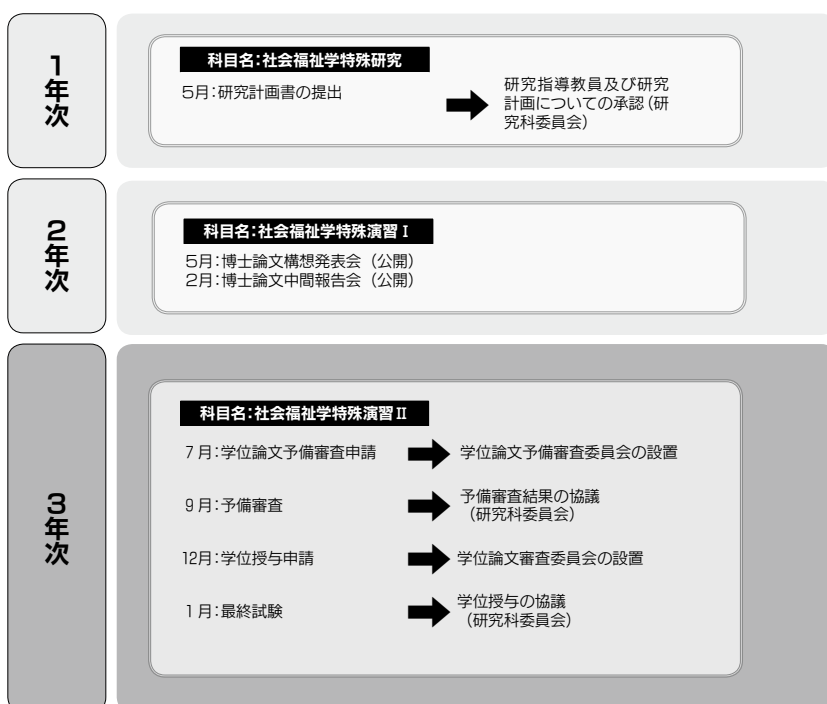 1年次
科目名:社会福祉学特殊研究
5月:研究計画書の提出
研究指導教員及び研究
計画についての承認(研
究科委員会)
2年次
科目名:社会福祉学特殊演習Ⅰ
5月:博士論文構想発表会(公開)
2月:博士論文中間報告会(公開)
3年次
科目名:社会福祉学特殊演習Ⅱ
7月:学位論文予備審査申請
学位論文予備審査委員会の設置
9月:予備審査
予備審査結果の協議
(研究科委員会)
12月:学位授与申請
学位論文審査委員会の設置
1月:最終試験
学位授与の協議
(研究科委員会)